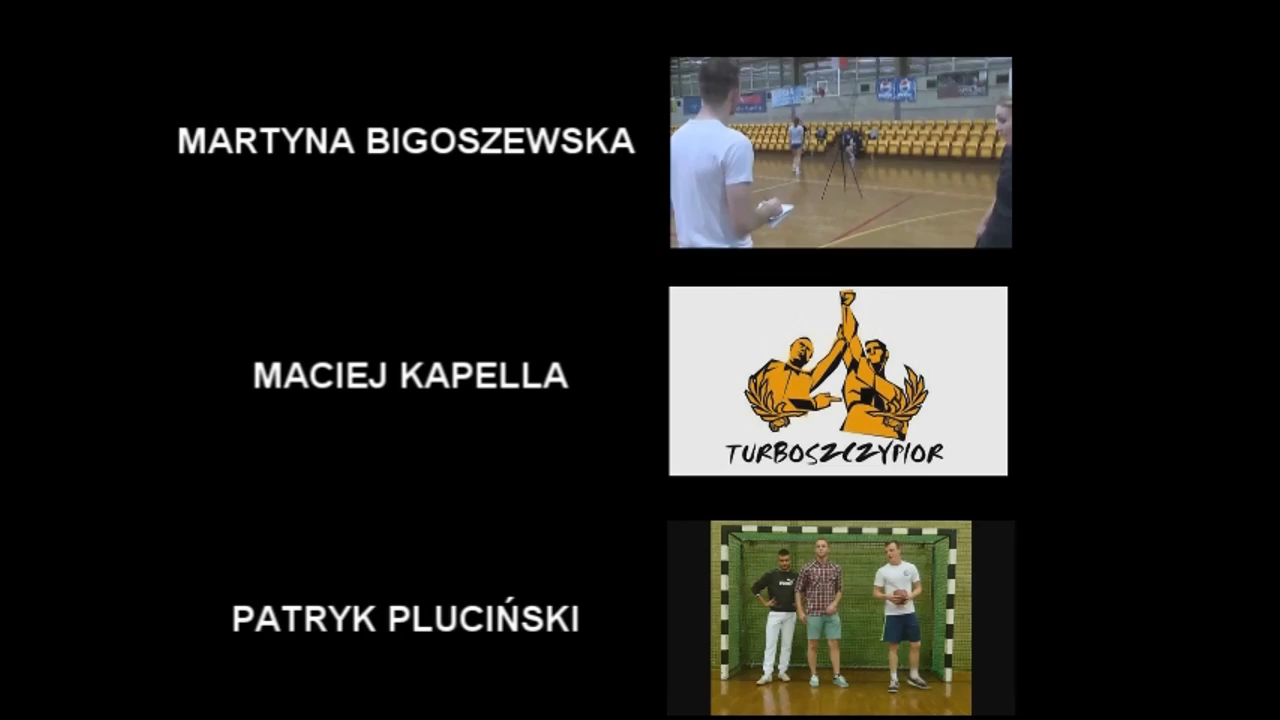 MARTYNA BIGOSZEWSKA
MACIEJ KAPELLA
TURBOSZCZYPIOR
PATRYK PLUCIŃSKI